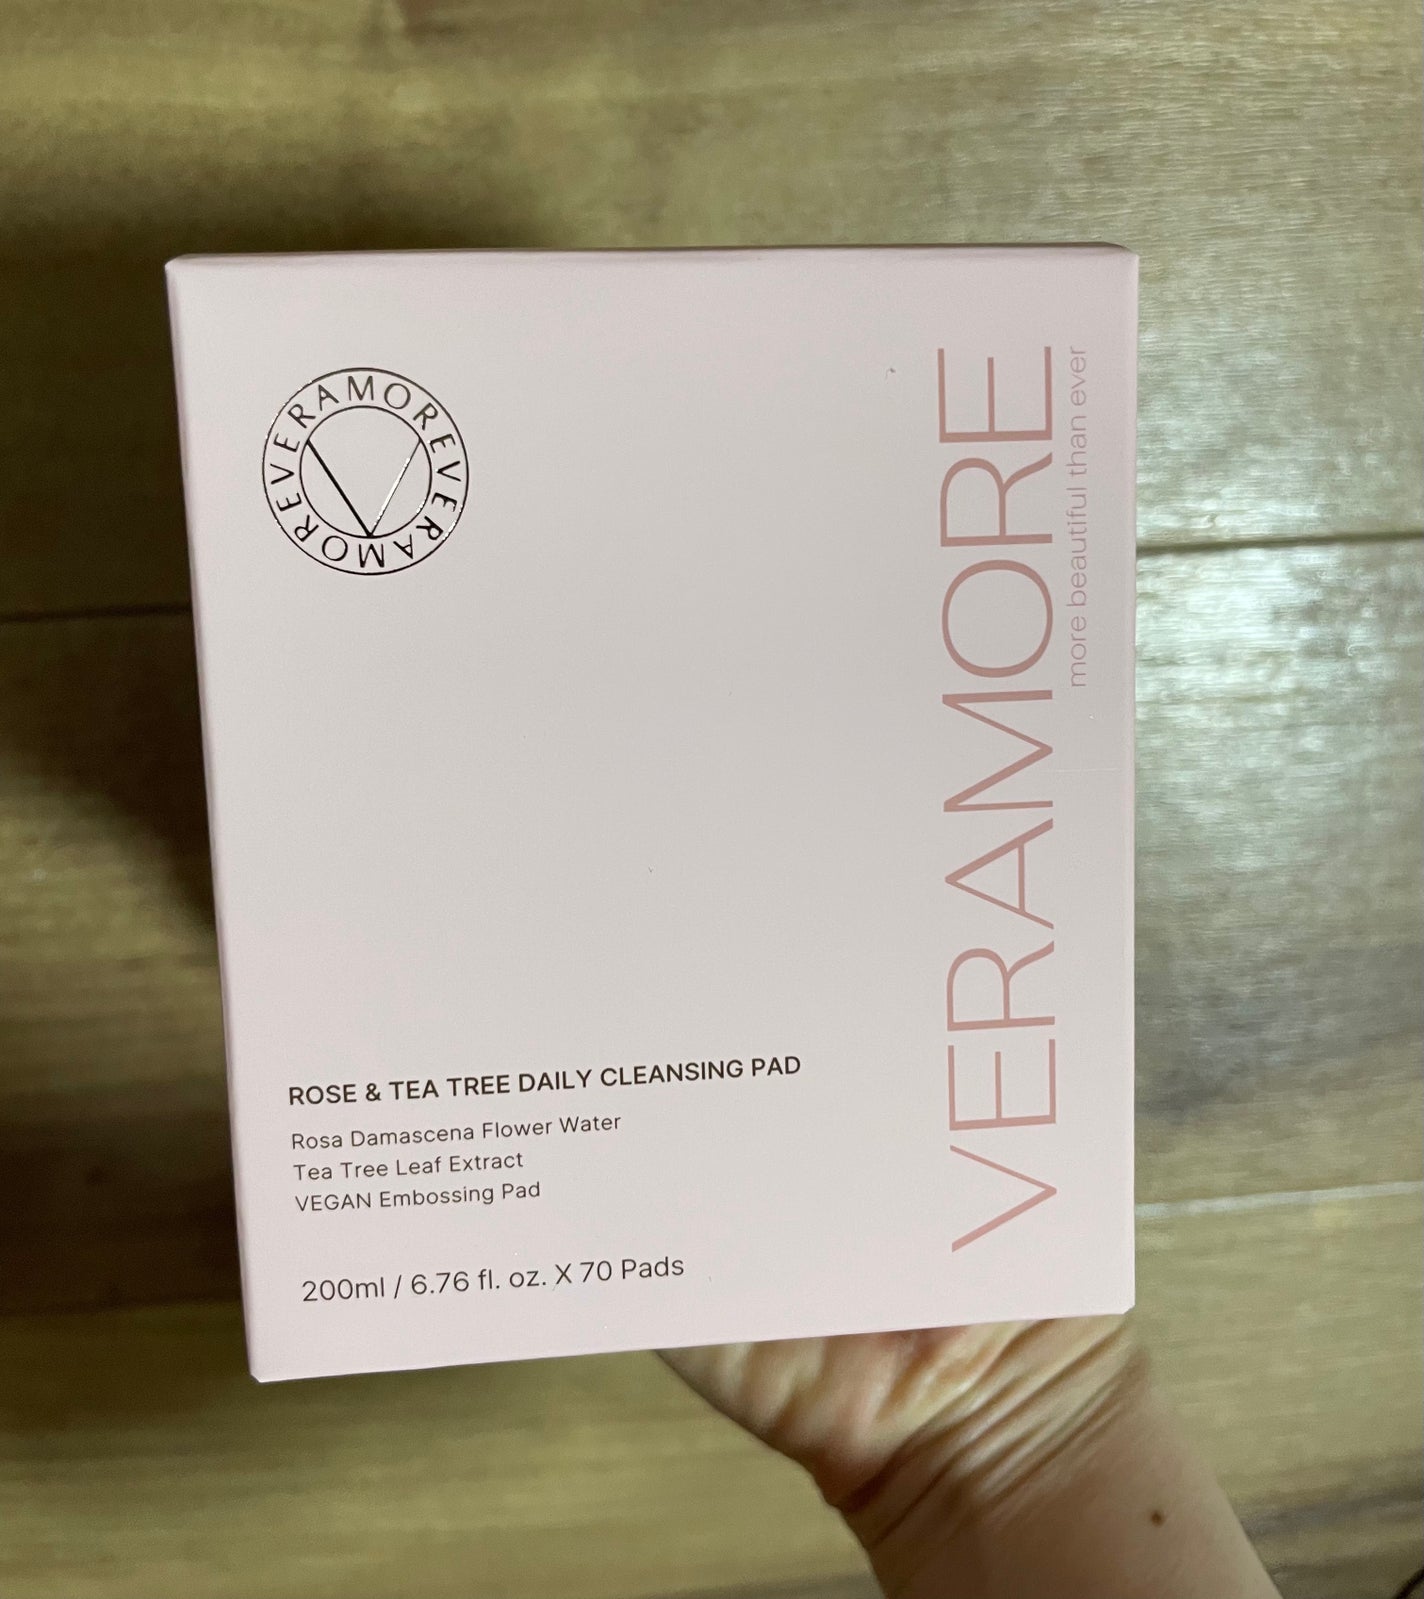 VERAMOREVERAMOREVERAMORE
VERAMORE
more beautiful than ever
ROSE & TEA TREE DAILY CLEANSING PAD
Rosa Damascena Flower Water
Tea Tree Leaf Extract
VEGAN Embossing Pad
200ml / 6.76 fl. oz. X 70 Pads